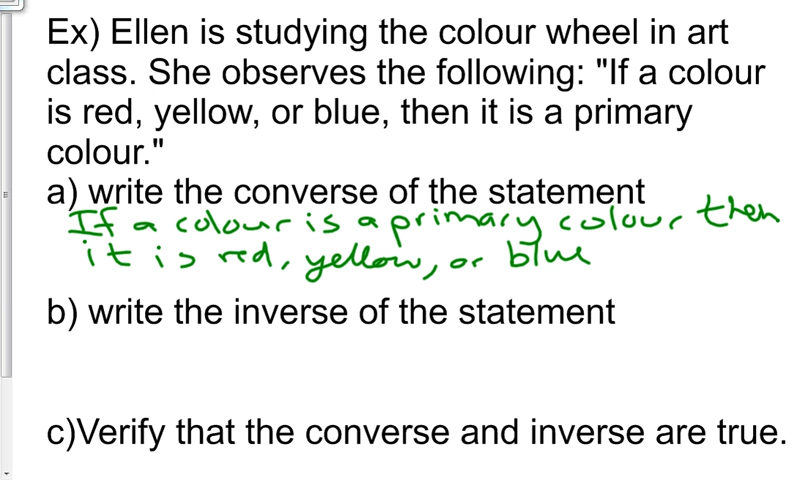 Ex) Ellen is studying the colour wheel in art
class. She observes the following: "If a colour
is red, yellow, or blue, then it is a primary
colour."
a) write the converse of the statement
If a colour is a primary colour then
it is red, yellow, or blue
b) write the inverse of the statement
c)Verify that the converse and inverse are true.